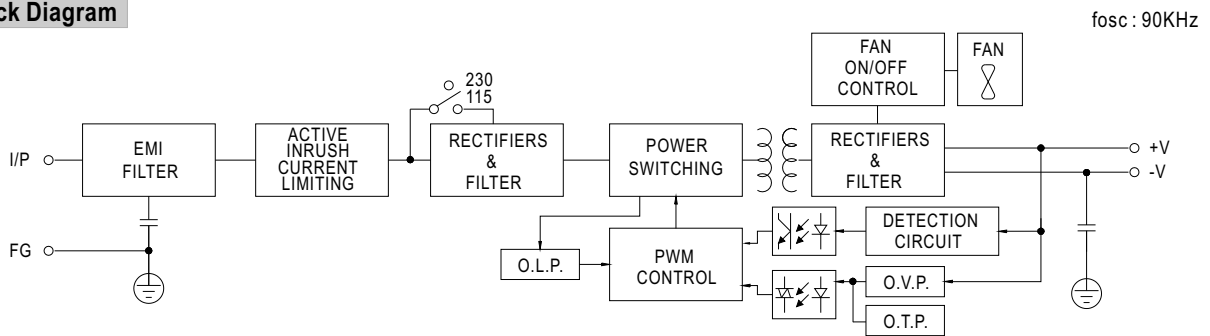 ck Diagram
fosc : 90KHz
FAN
ON/OFF
CONTROL
FAN
230
115
I/P
EMI
FILTER
ACTIVE
INRUSH
CURRENT
LIMITING
RECTIFIERS
&
FILTER
POWER
SWITCHING
RECTIFIERS
&
FILTER
+V
-V
FG
O.L.P.
PWM
CONTROL
DETECTION
CIRCUIT
O.V.P.
O.T.P.